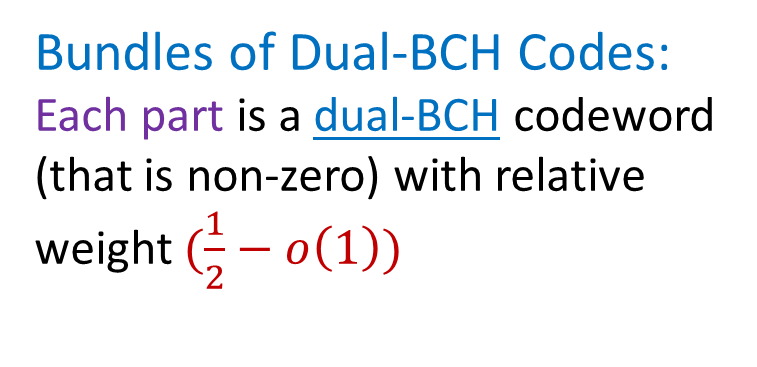 Bundles of Dual-BCH Codes:
Each part is a dual-BCH codeword
(that is non-zero) with relative
weight (1/2 − o(1))